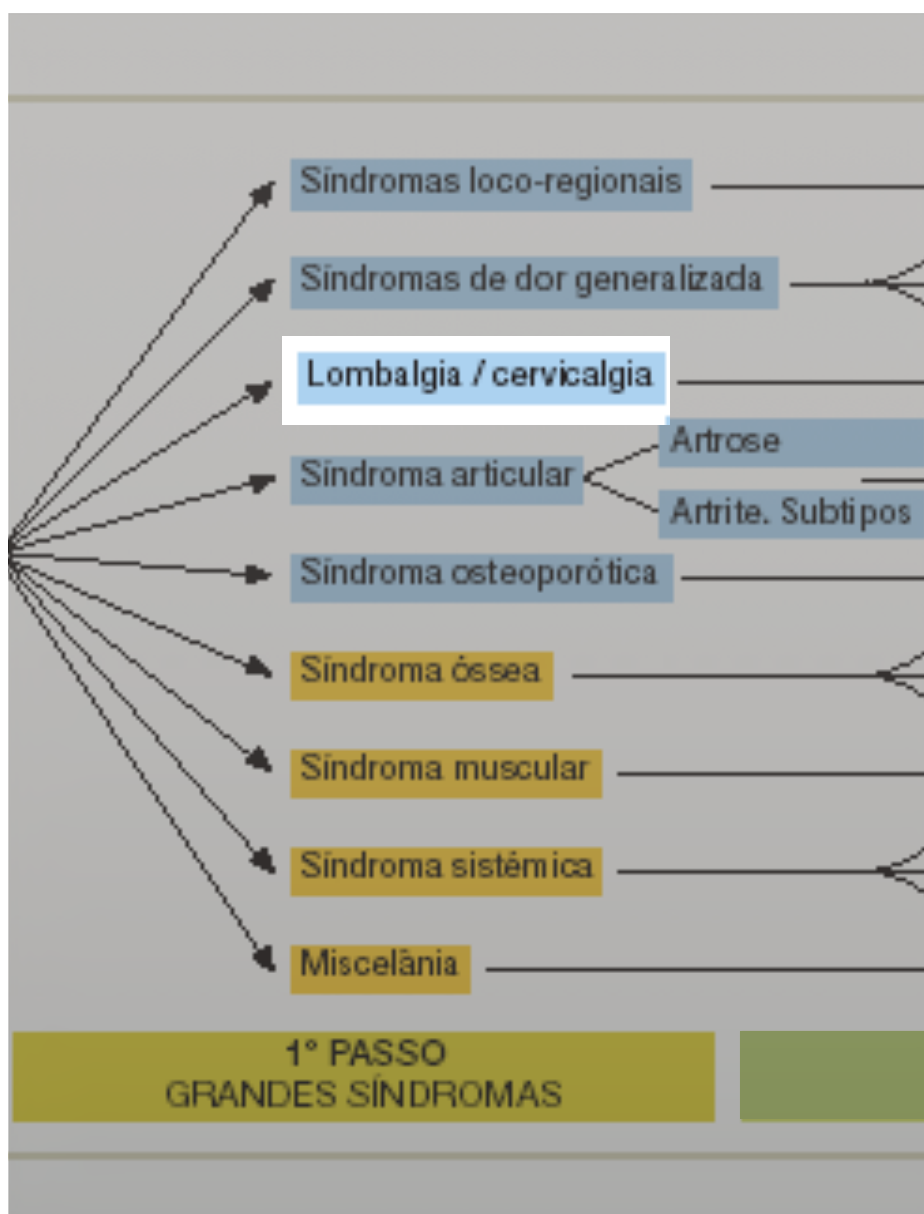 Síndromas loco-regionais
Síndromas de dor generalizada
Lombalgia / cervicalgia
Artrose
Síndroma articular
Artrite. Subtipos
Síndroma osteoporótica
Síndroma óssea
Síndroma muscular
Síndroma sistémica
Miscelânia
1° PASSO
GRANDES SÍNDROMAS